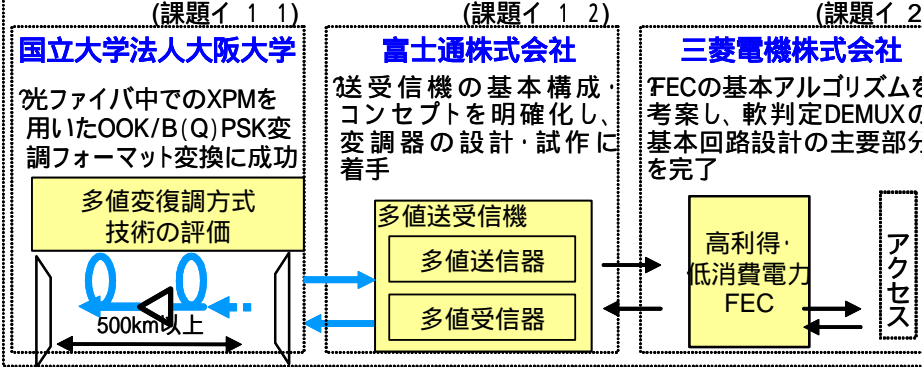 (課題イ 1 1)
国立大学法人大阪大学
?光ファイバ中でのXPMを
用いたOOK/B(Q)PSK変
調フォーマット変換に成功
多値変復調方式
技術の評価
500km以上
(課題イ 1 2)
富士通株式会社
?送受信機の基本構成・
コンセプトを明確化し、
変調器の設計・試作に
着手
多値送受信機
多値送信器
多値受信器
(課題イ 2
三菱電機株式会社
?FECの基本アルゴリズムを
考案し、軟判定DEMUXの
基本回路設計の主要部分
を完了
高利得・
低消費電力
FEC
アクセス